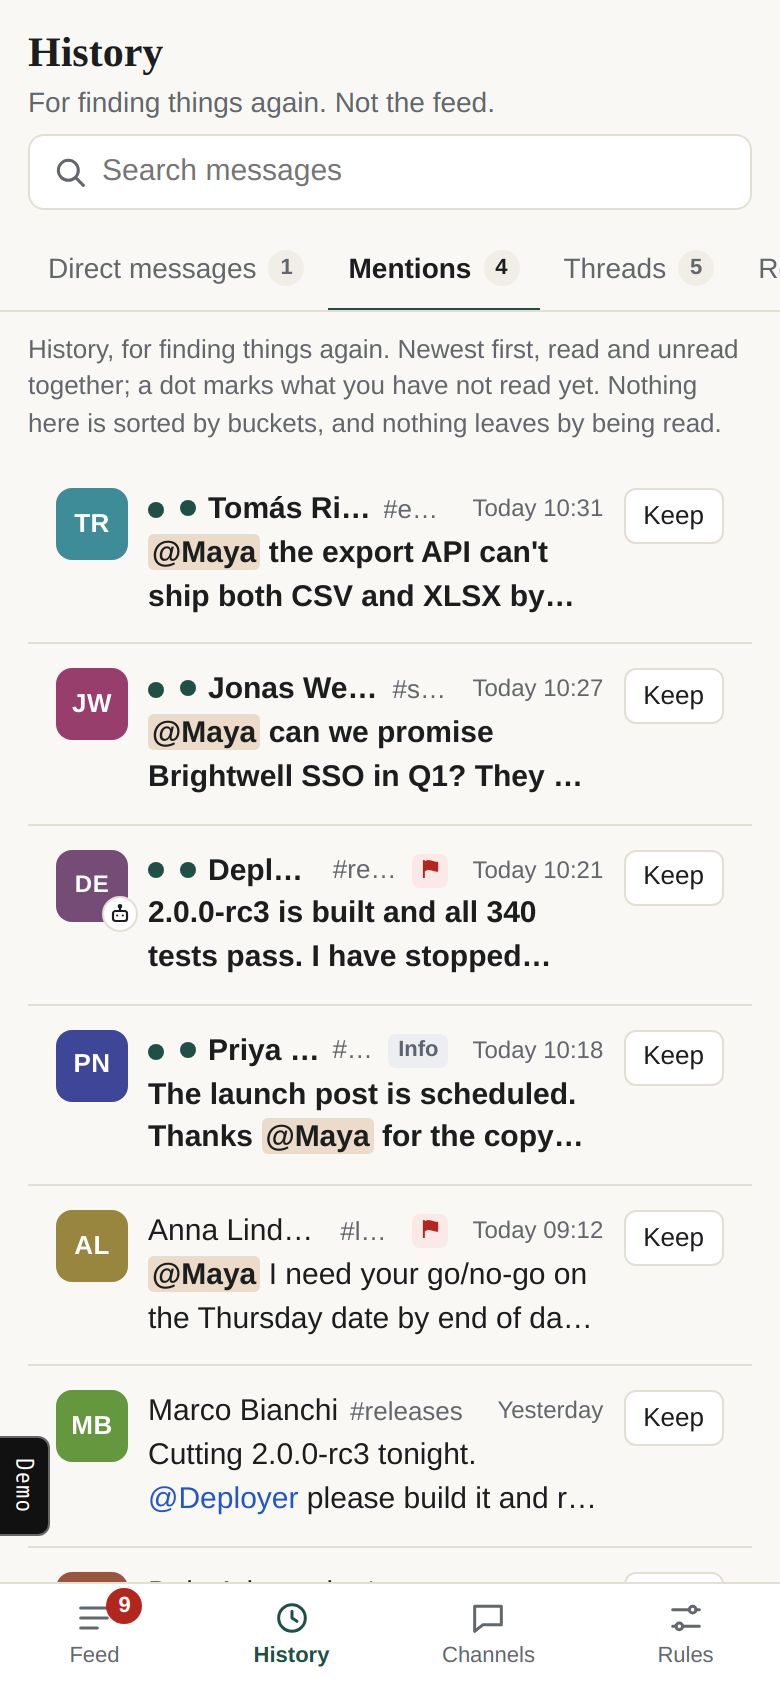 History
For finding things again. Not the feed.
Search messages
Direct messages 1 Mentions 4 Threads 5
History, for finding things again. Newest first, read and unread
together; a dot marks what you have not read yet. Nothing
here is sorted by buckets, and nothing leaves by being read.
TR Tomás Ri… #e… Today 10:31 Keep
@Maya the export API can't
ship both CSV and XLSX by…
JW Jonas We… #s… Today 10:27 Keep
@Maya can we promise
Brightwell SSO in Q1? They …
DE Depl… #re… Today 10:21 Keep
2.0.0-rc3 is built and all 340
tests pass. I have stopped…
PN Priya … #… Info Today 10:18 Keep
The launch post is scheduled.
Thanks @Maya for the copy…
AL Anna Lind… #l… Today 09:12 Keep
@Maya I need your go/no-go on
the Thursday date by end of da…
MB Marco Bianchi #releases Yesterday Keep
Cutting 2.0.0-rc3 tonight.
@Deployer please build it and r…
Demo
9
Feed History Channels Rules